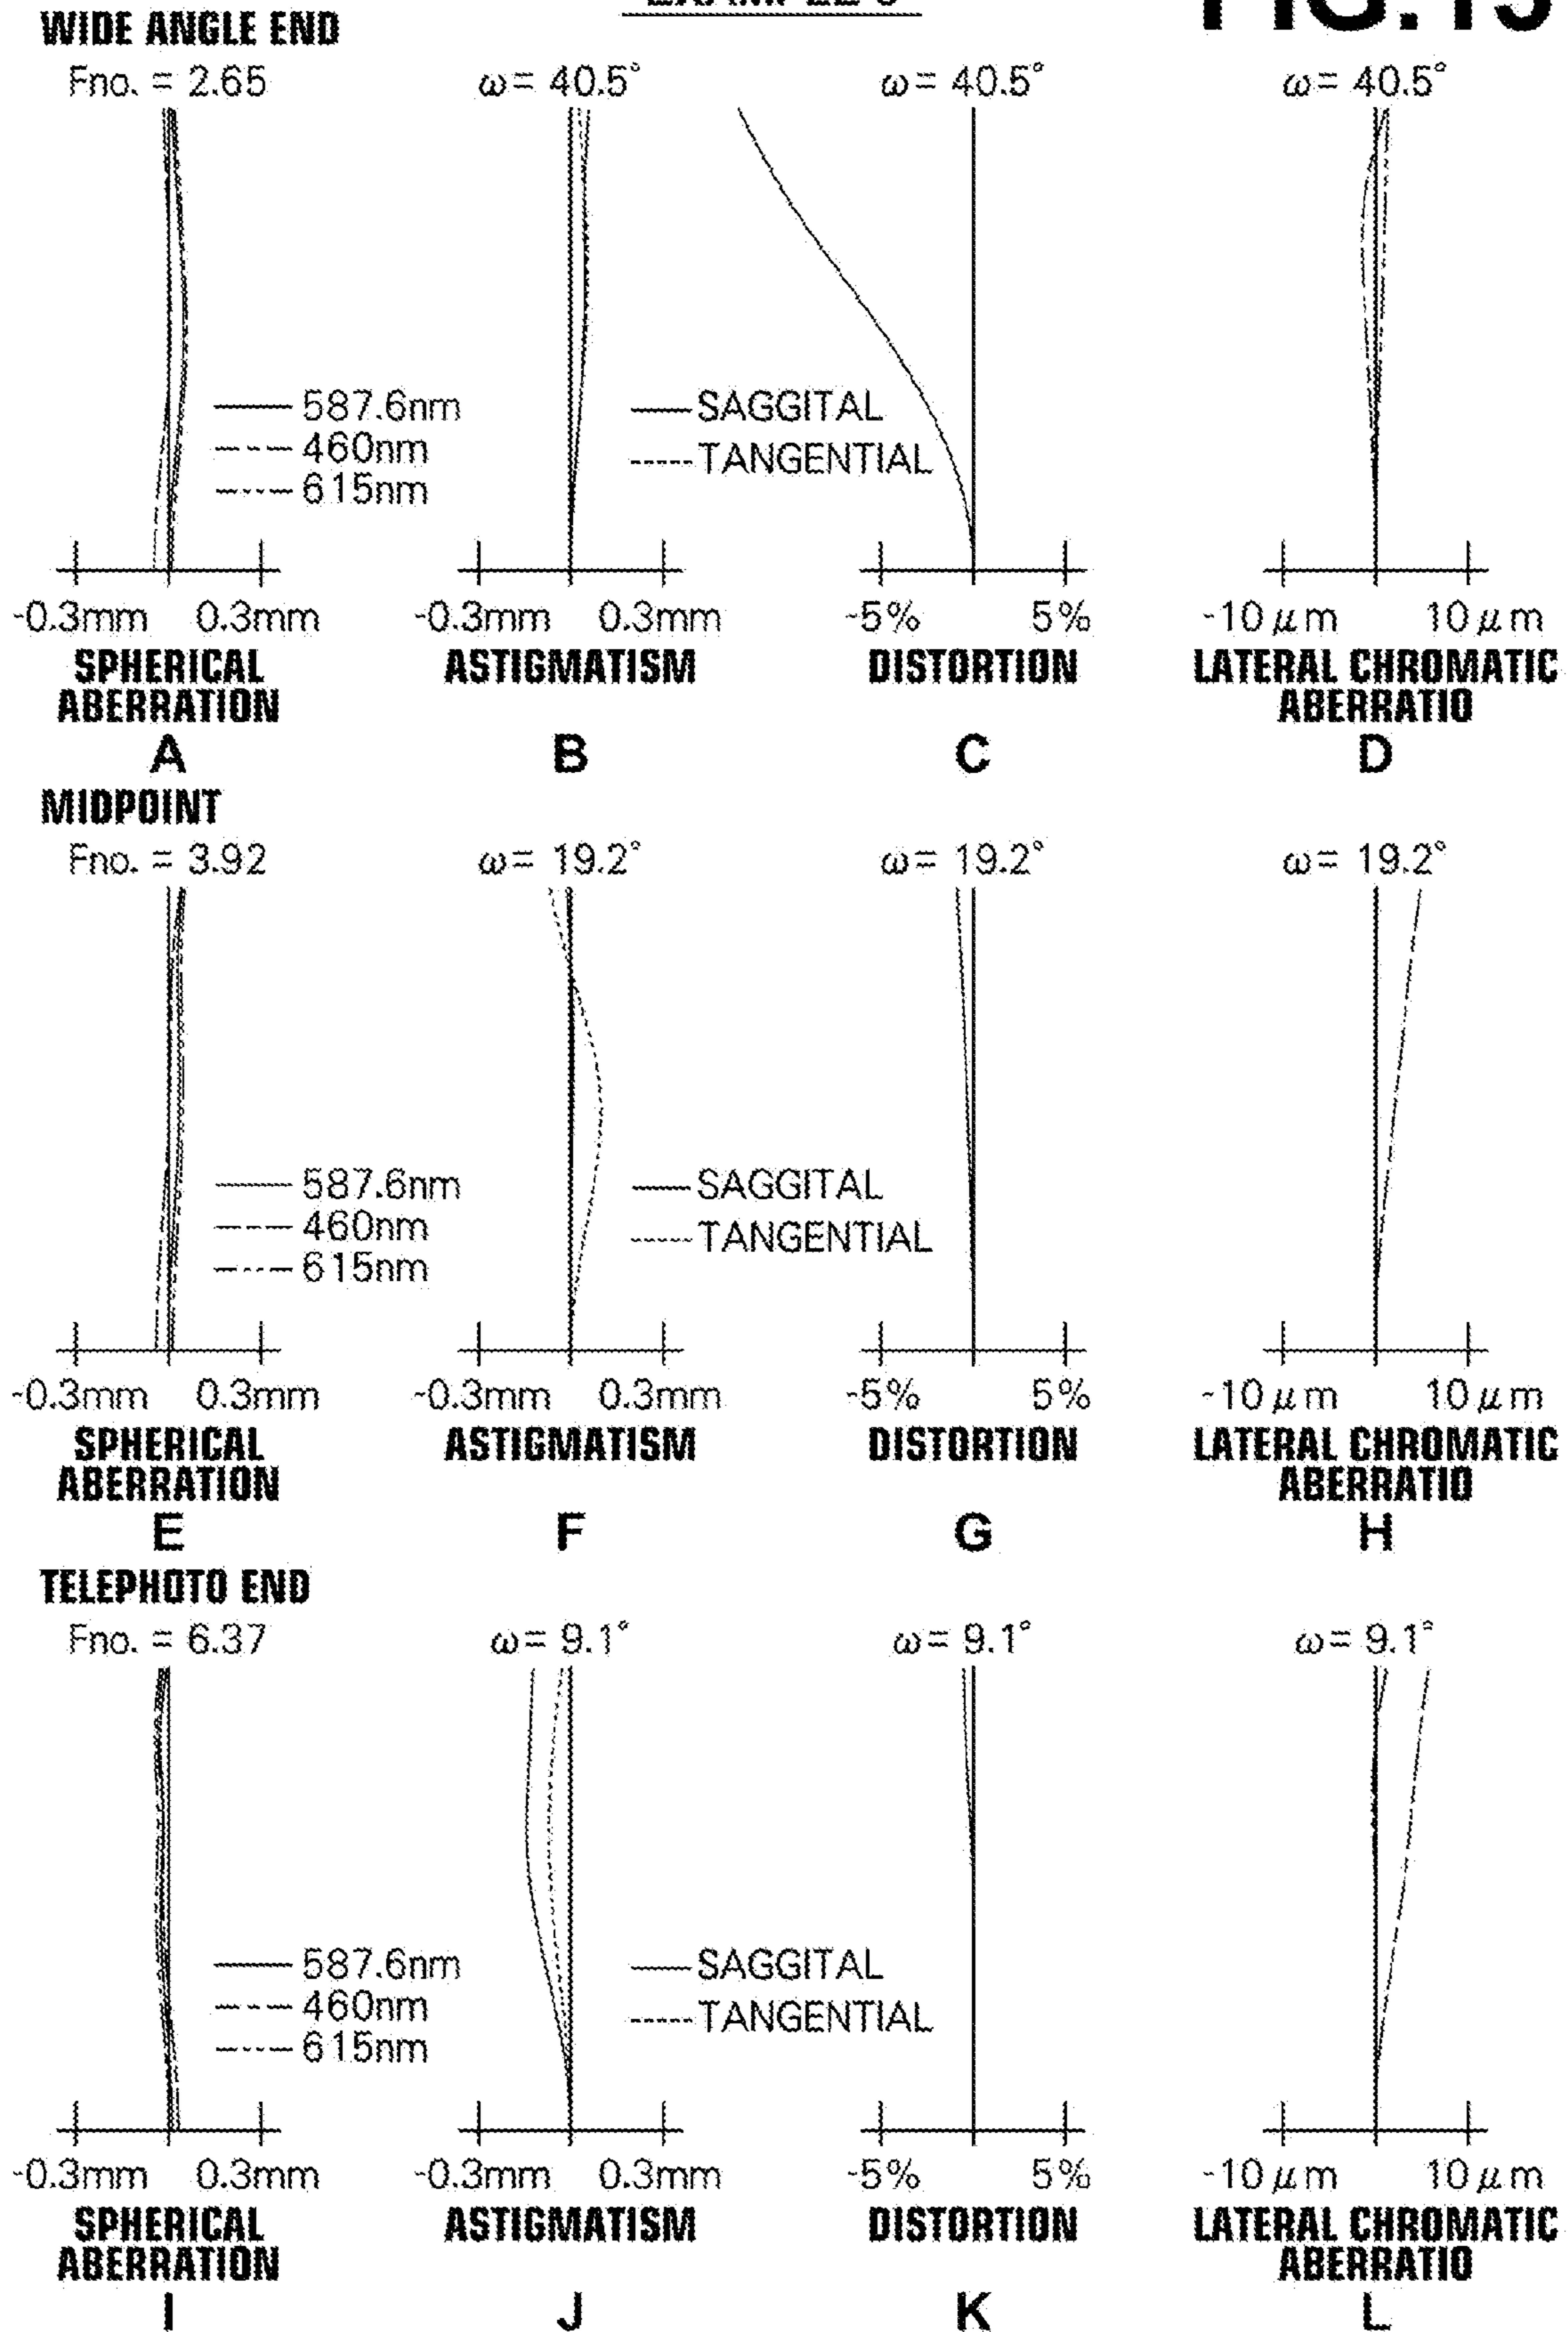 FIG.15
WIDE ANGLE END
Fno. = 2.65 ω= 40.5° ω= 40.5° ω= 40.5°
587.6nm
460nm
615nm
SAGGITAL
TANGENTIAL
-0.3mm 0.3mm -0.3mm 0.3mm -5% 5% -10μm 10μm
SPHERICAL ABERRATION ASTIGMATISM DISTORTION LATERAL CHROMATIC ABERRATIO
A B C D
MIDPOINT
Fno. = 3.92 ω= 19.2° ω= 19.2° ω= 19.2°
587.6nm
460nm
615nm
SAGGITAL
TANGENTIAL
-0.3mm 0.3mm -0.3mm 0.3mm -5% 5% -10μm 10μm
SPHERICAL ABERRATION ASTIGMATISM DISTORTION LATERAL CHROMATIC ABERRATIO
E F G H
TELEPHOTO END
Fno. = 6.37 ω= 9.1° ω= 9.1° ω= 9.1°
587.6nm
460nm
615nm
SAGGITAL
TANGENTIAL
-0.3mm 0.3mm -0.3mm 0.3mm -5% 5% -10μm 10μm
SPHERICAL ABERRATION ASTIGMATISM DISTORTION LATERAL CHROMATIC ABERRATIO
I J K L